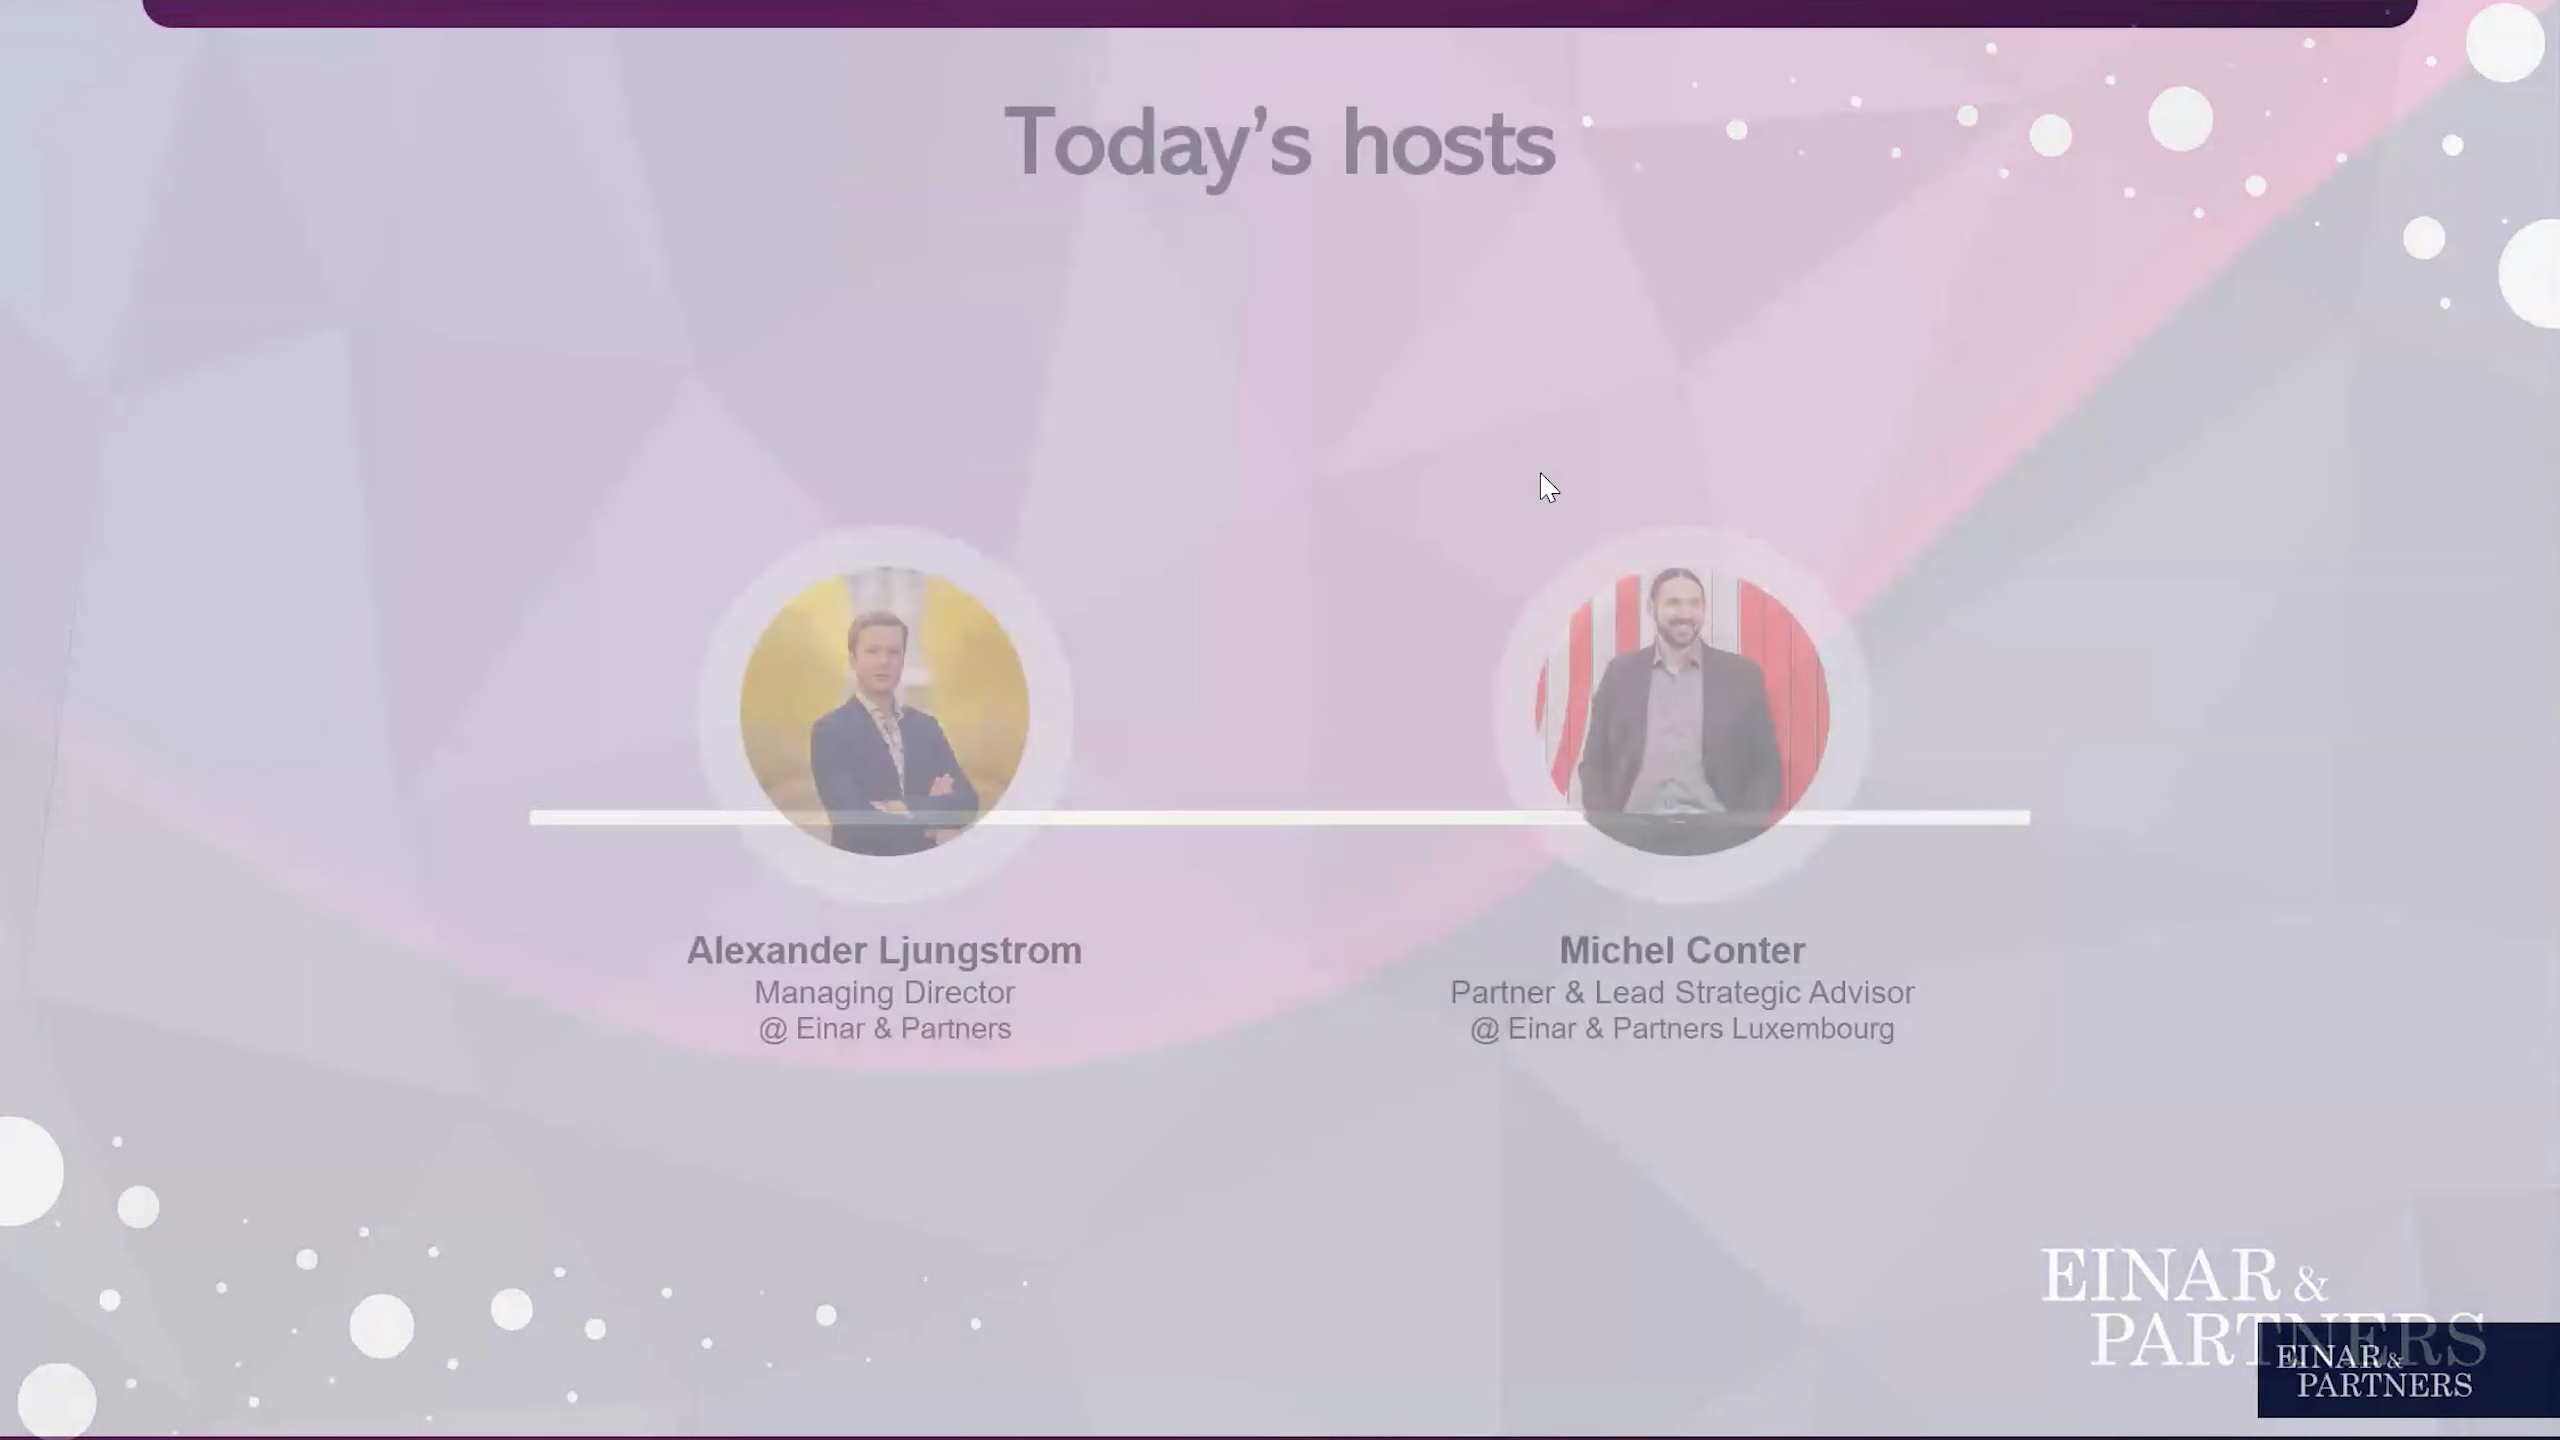 Today's hosts
Alexander Ljungstrom
Managing Director
@ Einar & Partners
Michel Conter
Partner & Lead Strategic Advisor
@ Einar & Partners Luxembourg
EINAR &
PARTNERS
EINAR &
PARTNERS